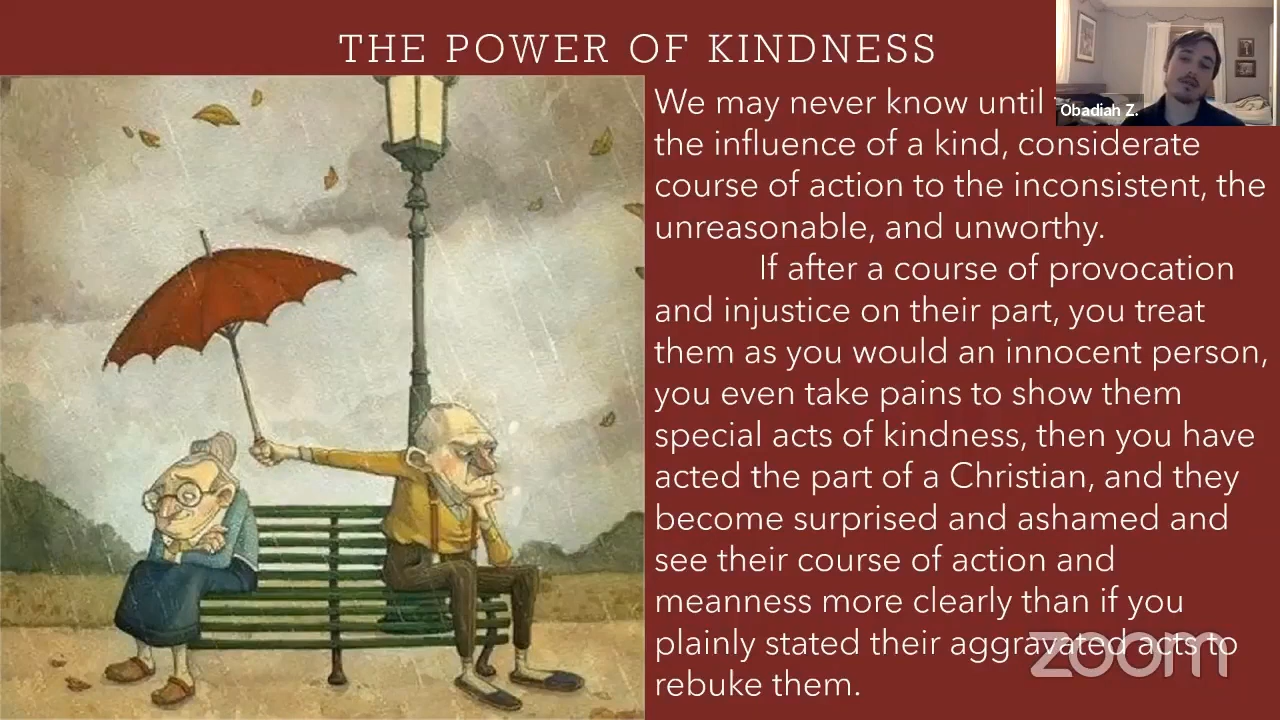 THE POWER OF KINDNESS
Obadiah Z.
We may never know until
the influence of a kind, considerate
course of action to the inconsistent, the
unreasonable, and unworthy.
If after a course of provocation
and injustice on their part, you treat
them as you would an innocent person,
you even take pains to show them
special acts of kindness, then you have
acted the part of a Christian, and they
become surprised and ashamed and
see their course of action and
meanness more clearly than if you
plainly stated their aggravated acts to
rebuke them.
zoom